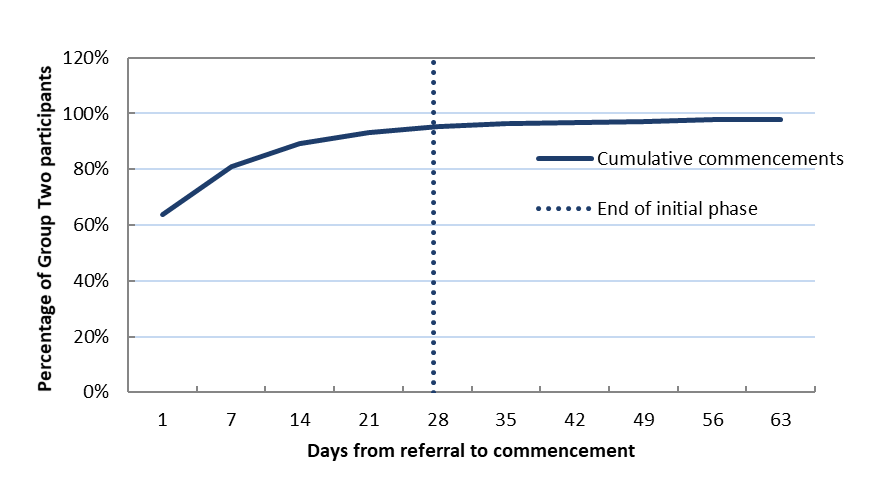 120%
100%
80%
60%
40%
20%
0%
Percentage of Group Two participants
Cumulative commencements
End of initial phase
1 7 14 21 28 35 42 49 56 63
Days from referral to commencement